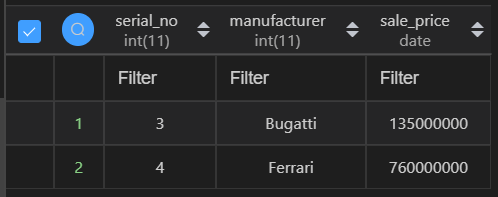 serial_no manufacturer sale_price
int(11) int(11) date
Filter Filter Filter
1 3 Bugatti 135000000
2 4 Ferrari 760000000